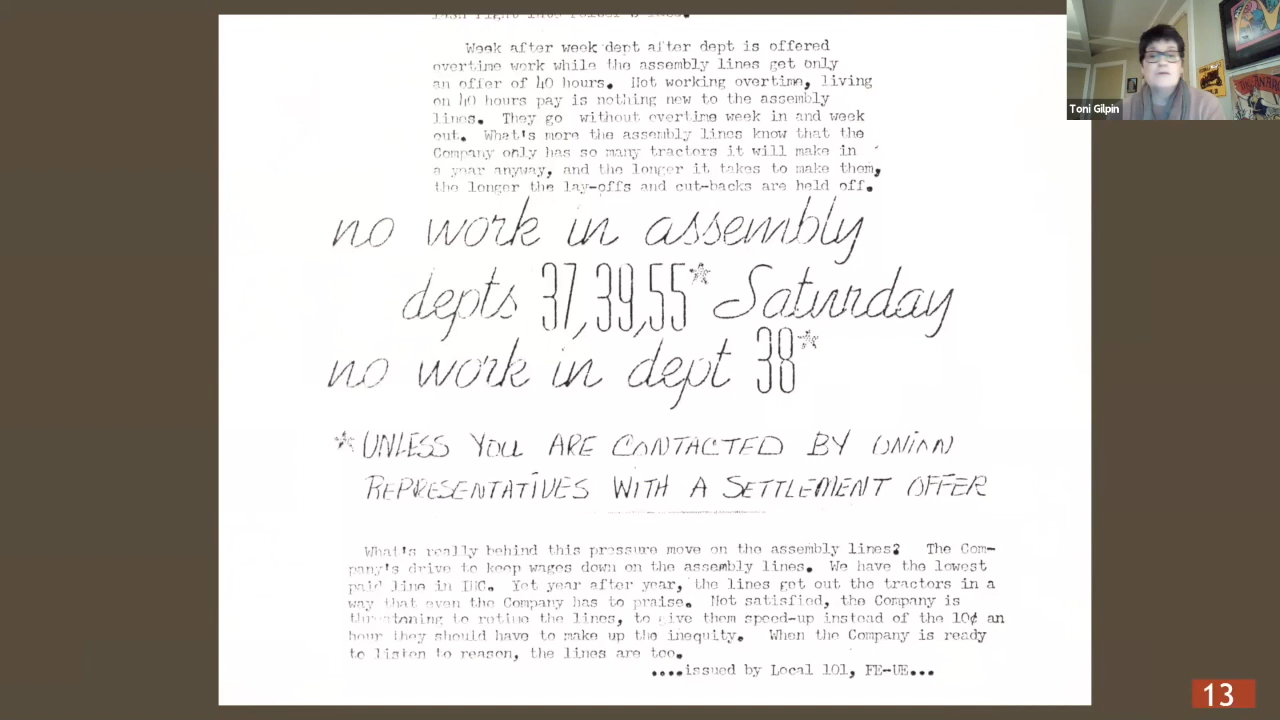 Week after week dept after dept is offered
overtime work while the assembly lines get only
an offer of 40 hours. Not working overtime, living
on 40 hours pay is nothing new to the assembly
lines. They go without overtime week in and week
out. What's more the assembly lines know that the
Company only has so many tractors it will make in
a year anyway, and the longer it takes to make them,
the longer the lay-offs and cut-backs are held off.
no work in assembly
depts 37,39,55* Saturday
no work in dept 38*
* UNLESS YOU ARE CONTACTED BY UNION
REPRESENTATIVES WITH A SETTLEMENT OFFER
What's really behind this pressure move on the assembly lines? The Com-
pany's drive to keep wages down on the assembly lines. We have the lowest
paid line in IHC. Yet year after year, the lines get out the tractors in a
way that even the Company has to praise. Not satisfied, the Company is
threatening to retime the lines, to give them speed-up instead of the 10¢ an
hour they should have to make up the inequity. When the Company is ready
to listen to reason, the lines are too.
....issued by Local 101, FE-UE...
Toni Gilpin
13